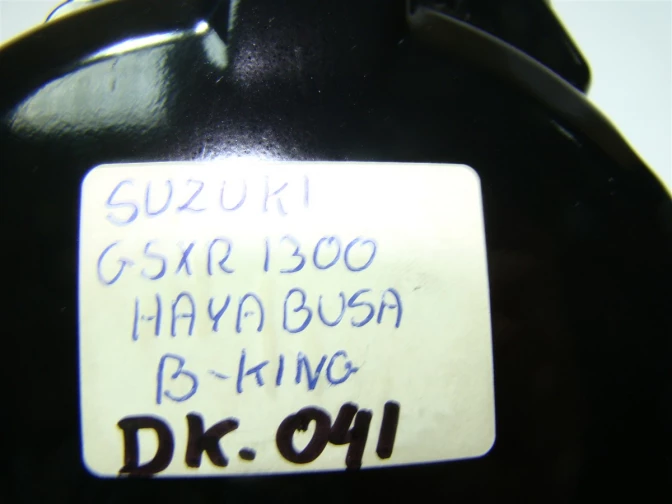 SUZUKI
GSXR 1300
HAYABUSA
B-KING
DK.041